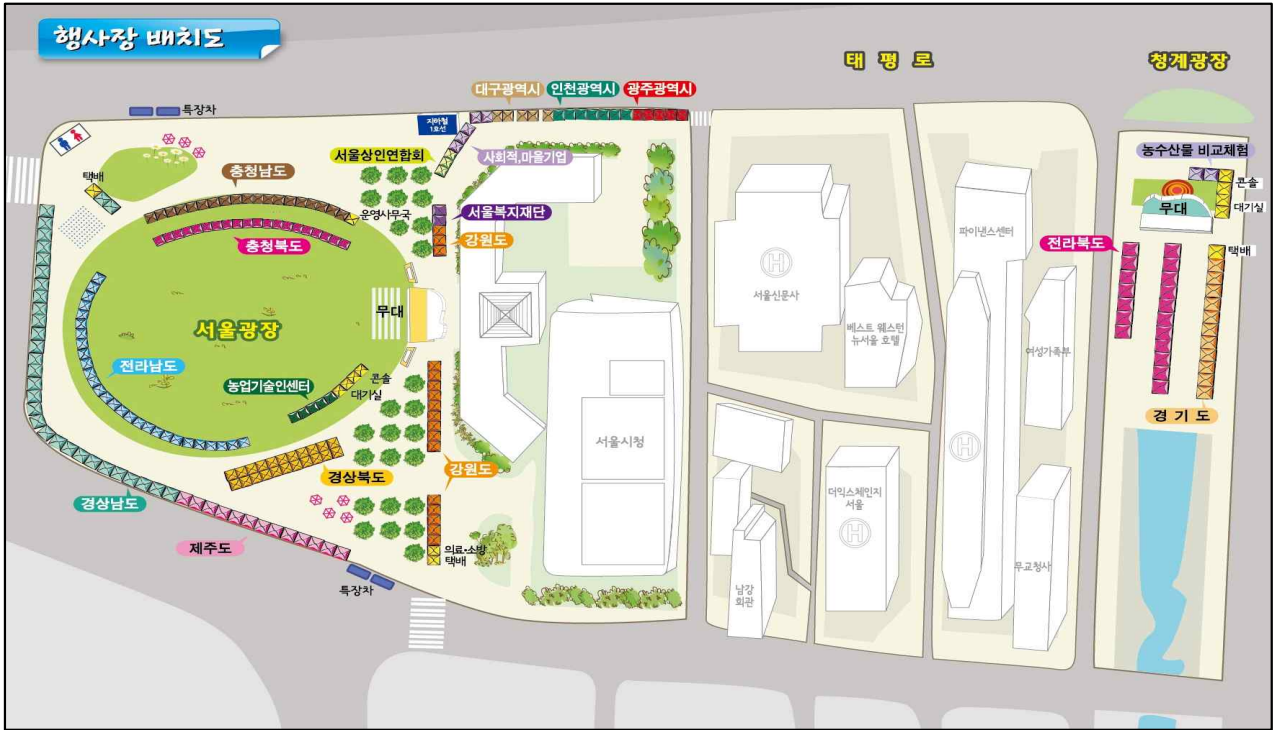 행사장 배치도
태 평 로
청계광장
대구광역시
인천광역시
광주광역시
특장차
지하철
1호선
서울상인연합회
사회적,마을기업
농수산물 비교체험
택배
충청남도
콘솔
운영사무국
서울복지재단
무대
대기실
충청북도
강원도
전라북도
파이낸스센터
택배
H
서울신문사
무대
서울광장
베스트 웨스턴
뉴서울 호텔
여성가족부
전라남도
콘솔
농업기술인센터
대기실
경 기 도
서울시청
H
경상북도
강원도
경상남도
더익스체인지
서울
H
제주도
의료·소방
택배
무교청사
특장차
남강
회관